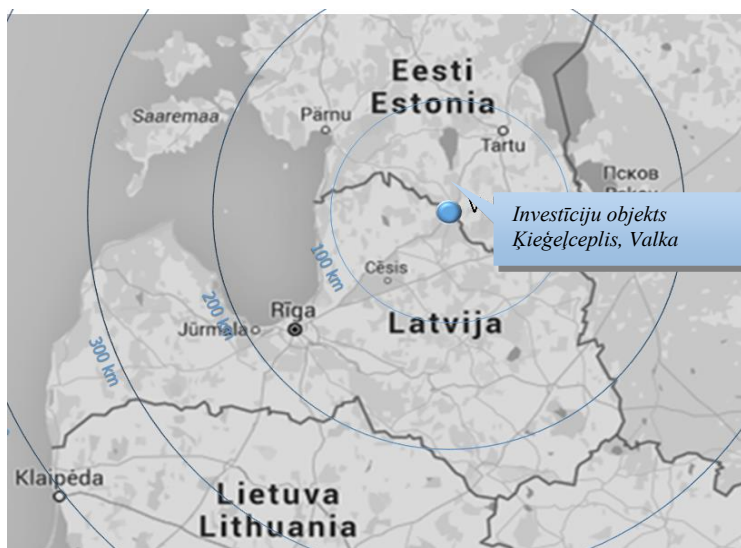 Eesti
Estonia
Saaremaa
Pärnu
Tartu
Псков
Investīciju objekts
Ķieģeļceplis, Valka
100 km
Cēsis
200 km
Rīga
Jūrmala
Latvija
300 km
Klaipėda
Lietuva
Lithuania